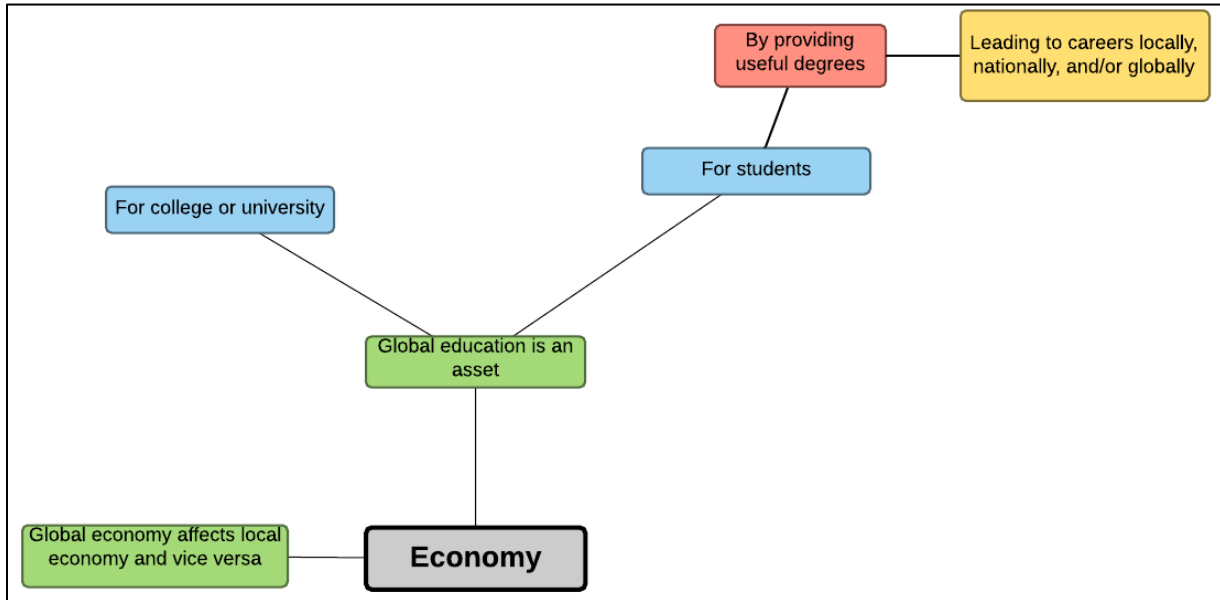 By providing
useful degrees
Leading to careers locally,
nationally, and/or globally
For students
For college or university
Global education is an
asset
Global economy affects local
economy and vice versa
Economy